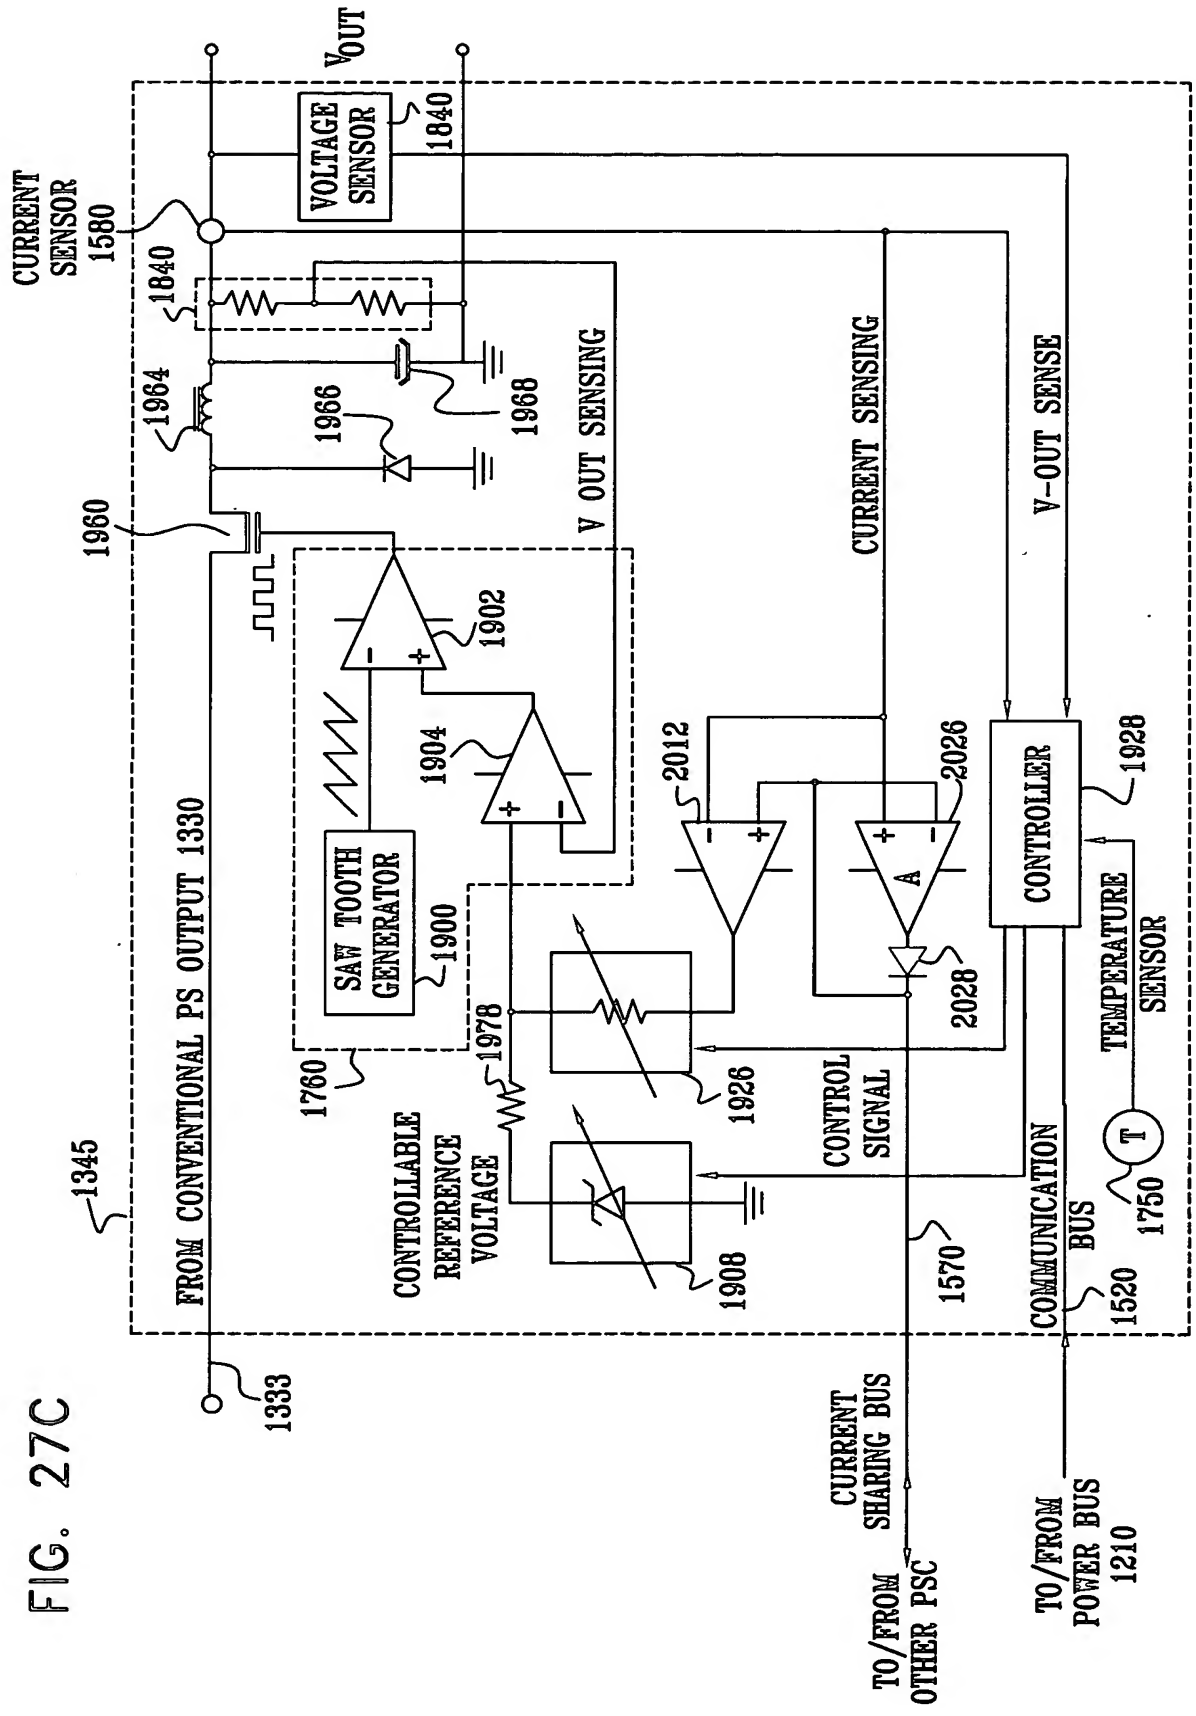 FIG. 27C
1345
CURRENT
SENSOR
1580
1840
1964
1960
FROM CONVENTIONAL PS OUTPUT 1330
1333
VOUT
VOLTAGE
SENSOR
1840
1966
1968
V OUT SENSING
1760
SAW TOOTH
GENERATOR
1900
-
+
1902
1904
+
-
CONTROLLABLE
REFERENCE
VOLTAGE
1978
1908
1926
2012
-
+
CURRENT SENSING
A
+
-
2026
2028
CONTROL
SIGNAL
V-OUT SENSE
CONTROLLER
1928
TEMPERATURE
SENSOR
T
1750
COMMUNICATION
BUS
1520
1570
CURRENT
SHARING BUS
TO/FROM
OTHER PSC
TO/FROM
POWER BUS
1210